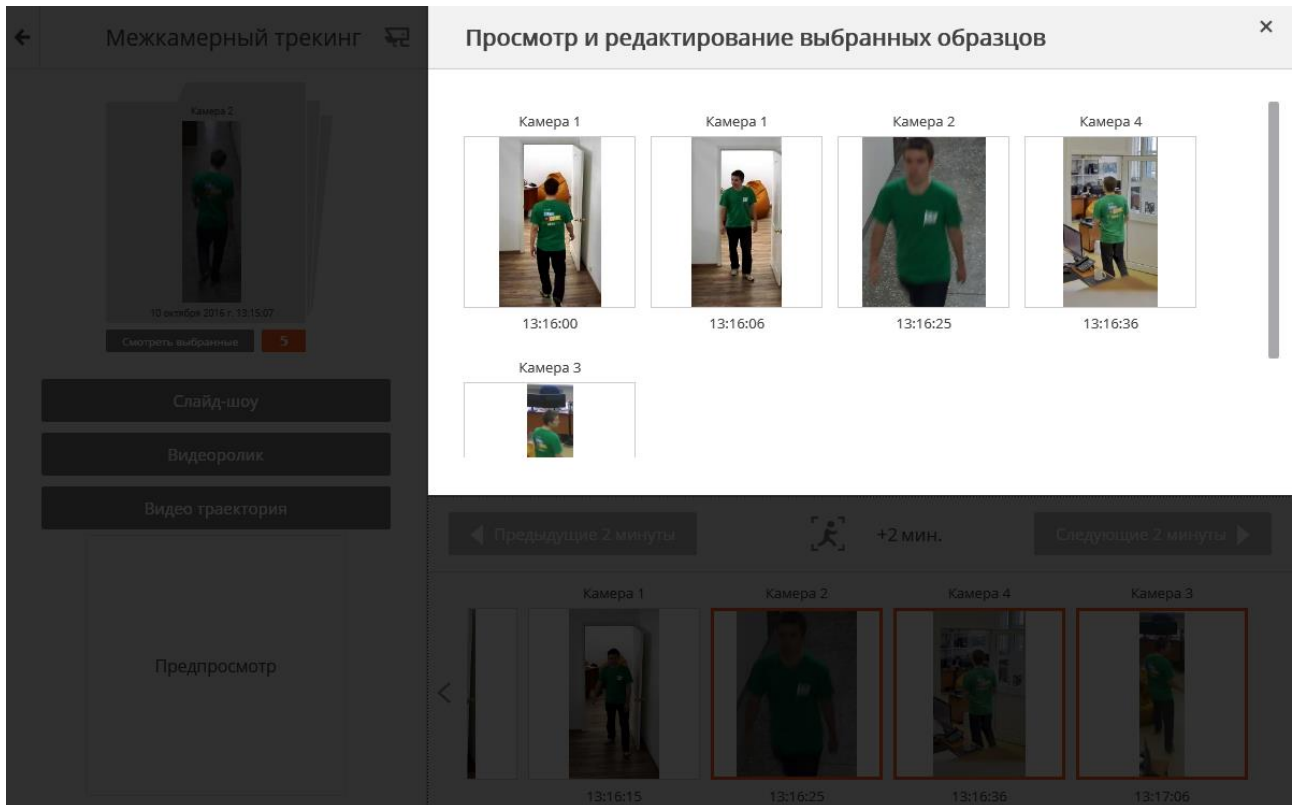 Межкамерный трекинг
Камера 2
10 октября 2016 г. 13:15:07
Смотреть выбранные 5
Слайд-шоу
Видеоролик
Видео траектория
Предпросмотр
Просмотр и редактирование выбранных образцов
Камера 1 Камера 1 Камера 2 Камера 4
13:16:00 13:16:06 13:16:25 13:16:36
Камера 3
Предыдущие 2 минуты +2 мин. Следующие 2 минуты
Камера 1 Камера 2 Камера 4 Камера 3
13:16:15 13:16:25 13:16:36 13:17:06